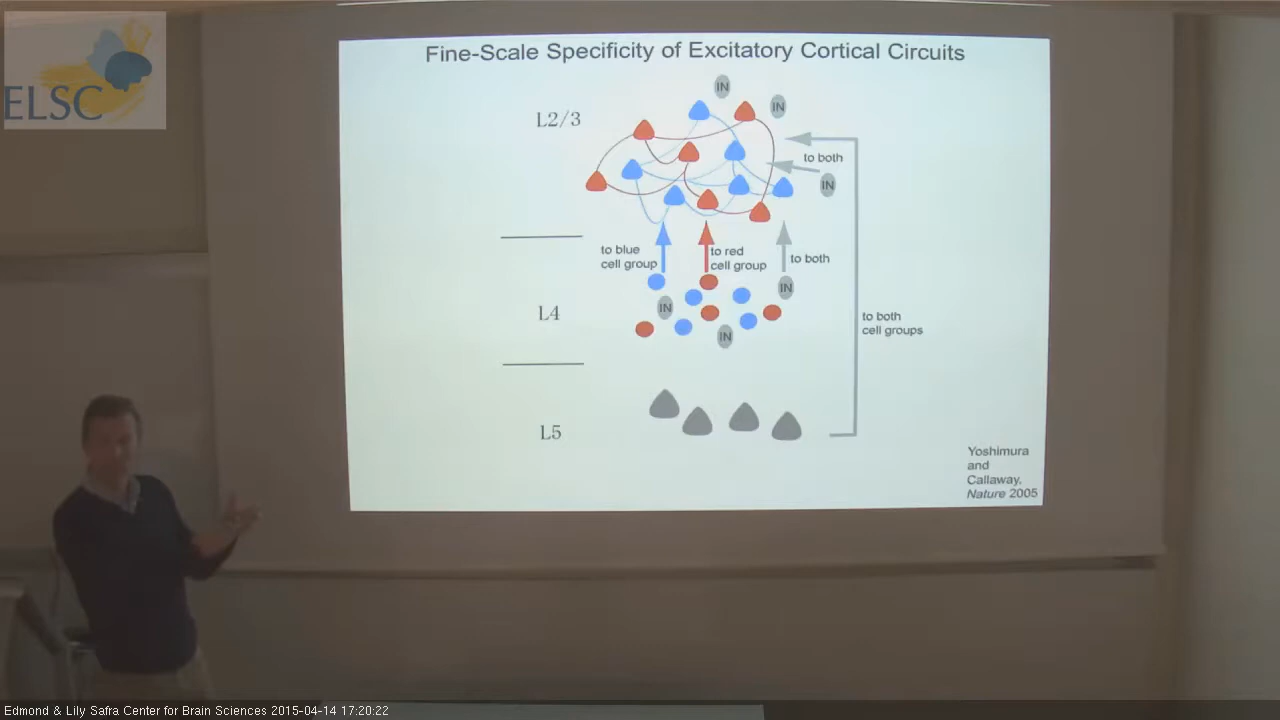 ELSC
Fine-Scale Specificity of Excitatory Cortical Circuits
IN
IN
L2/3
to both
IN
to blue
cell group
to red
cell group
to both
IN
IN
L4
IN
to both
cell groups
L5
Yoshimura
and
Callaway,
Nature 2005
Edmond & Lily Safra Center for Brain Sciences 2015-04-14 17:20:22